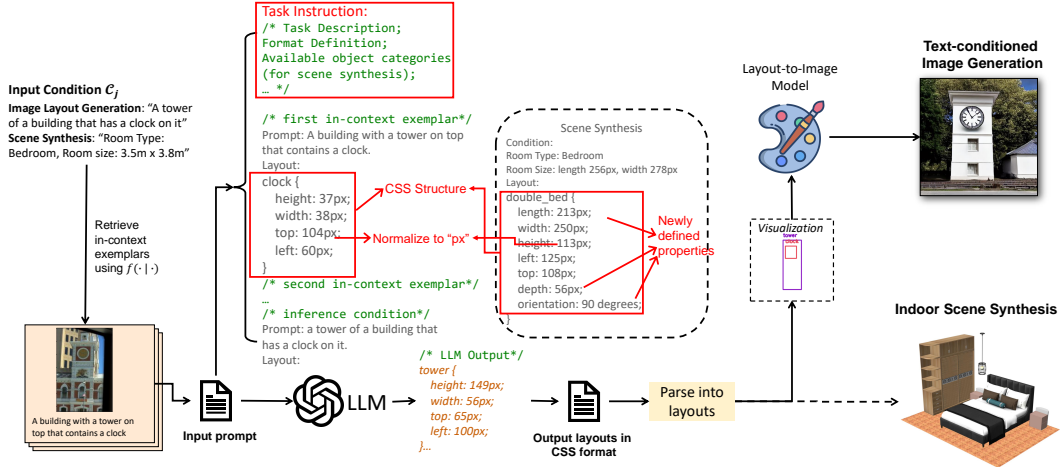 Input Condition 𝒞ⱼ
Image Layout Generation: “A tower
of a building that has a clock on it”
Scene Synthesis: “Room Type:
Bedroom, Room size: 3.5m x 3.8m”
Retrieve
in-context
exemplars
using f(· | ·)
A building with a tower on
top that contains a clock
Input prompt
Task Instruction:
/* Task Description;
Format Definition;
Available object categories
(for scene synthesis);
… */
/* first in-context exemplar*/
Prompt: A building with a tower on top
that contains a clock.
Layout:
clock {
height: 37px;
width: 38px;
top: 104px;
left: 60px;
}
/* second in-context exemplar*/
…
/* inference condition*/
Prompt: a tower of a building that
has a clock on it.
Layout:
CSS Structure
Normalize to “px”
Scene Synthesis
Condition:
Room Type: Bedroom
Room Size: length 256px, width 278px
Layout:
double_bed {
length: 213px;
width: 250px;
height: 113px;
left: 125px;
top: 108px;
depth: 56px;
orientation: 90 degrees;
}
Newly
defined
properties
LLM
/* LLM Output*/
tower {
height: 149px;
width: 56px;
top: 65px;
left: 100px;
}…
Output layouts in
CSS format
Parse into
layouts
Visualization
tower
clock
Layout-to-Image
Model
Text-conditioned
Image Generation
Indoor Scene Synthesis